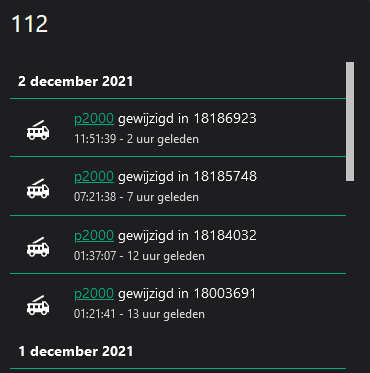 112
2 december 2021
p2000 gewijzigd in 18186923
11:51:39 - 2 uur geleden
p2000 gewijzigd in 18185748
07:21:38 - 7 uur geleden
p2000 gewijzigd in 18184032
01:37:07 - 12 uur geleden
p2000 gewijzigd in 18003691
01:21:41 - 13 uur geleden
1 december 2021